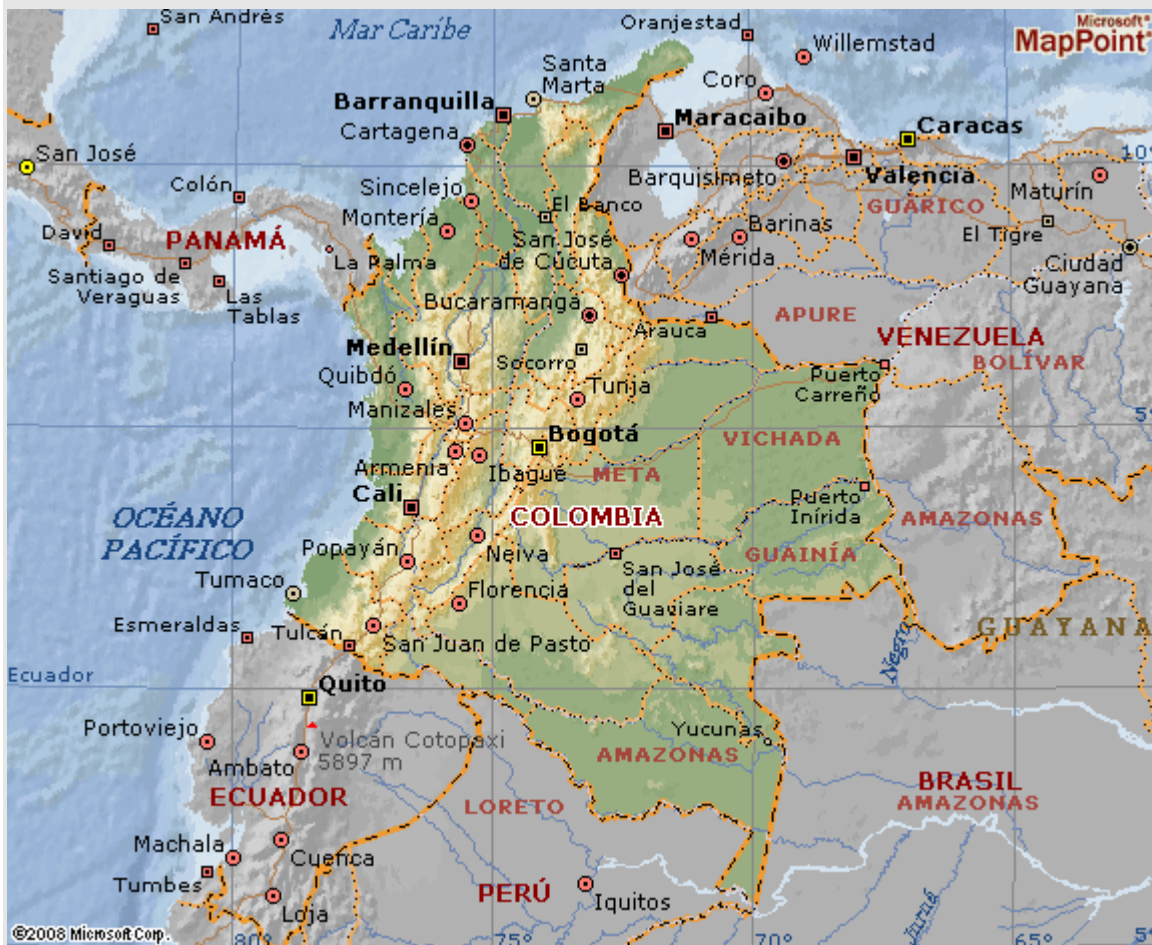 San Andrés
Mar Caribe
Oranjestad
Willemstad
Microsoft®
MapPoint®
Santa
Marta
Coro
Barranquilla
Maracaibo
Caracas
Cartagena
San José
10°
Colón
Sincelejo
Barquisimeto
Valencia
Maturín
Montería
El Banco
GUÁRICO
David
PANAMÁ
San José
de Cúcuta
Barinas
El Tigre
La Palma
Mérida
Santiago de
Veraguas
Las
Tablas
Ciudad
Guayana
Bucaramanga
Arauca
APURE
VENEZUELA
Medellín
Socorro
BOLÍVAR
Quibdó
Tunja
Puerto
Carreño
Manizales
5°
Bogotá
VICHADA
Armenia
Ibagué
META
Cali
Puerto
Inírida
OCÉANO
PACÍFICO
COLOMBIA
AMAZONAS
Popayán
Neiva
GUAINÍA
Tumaco
Florencia
San José
del
Guaviare
Esmeraldas
Tulcán
San Juan de Pasto
Negro
GUAYANA
Ecuador
Quito
Portoviejo
Volcán Cotopaxi
5897 m
Yucunas
Ambato
AMAZONAS
ECUADOR
LORETO
BRASIL
AMAZONAS
Machala
Cuenca
Tumbes
PERÚ
Iquitos
Loja
©2008 Microsoft Corp.
80°
75°
70°
65°
5°